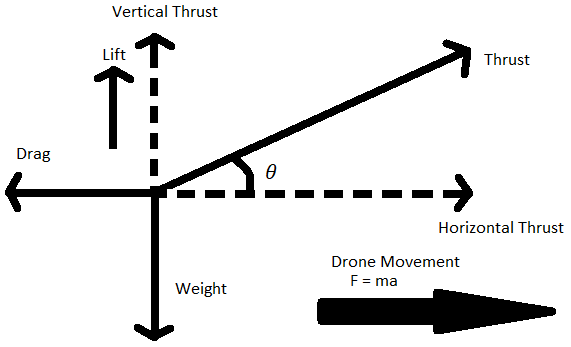 Vertical Thrust
Lift
Thrust
Drag
θ
Horizontal Thrust
Drone Movement
F = ma
Weight